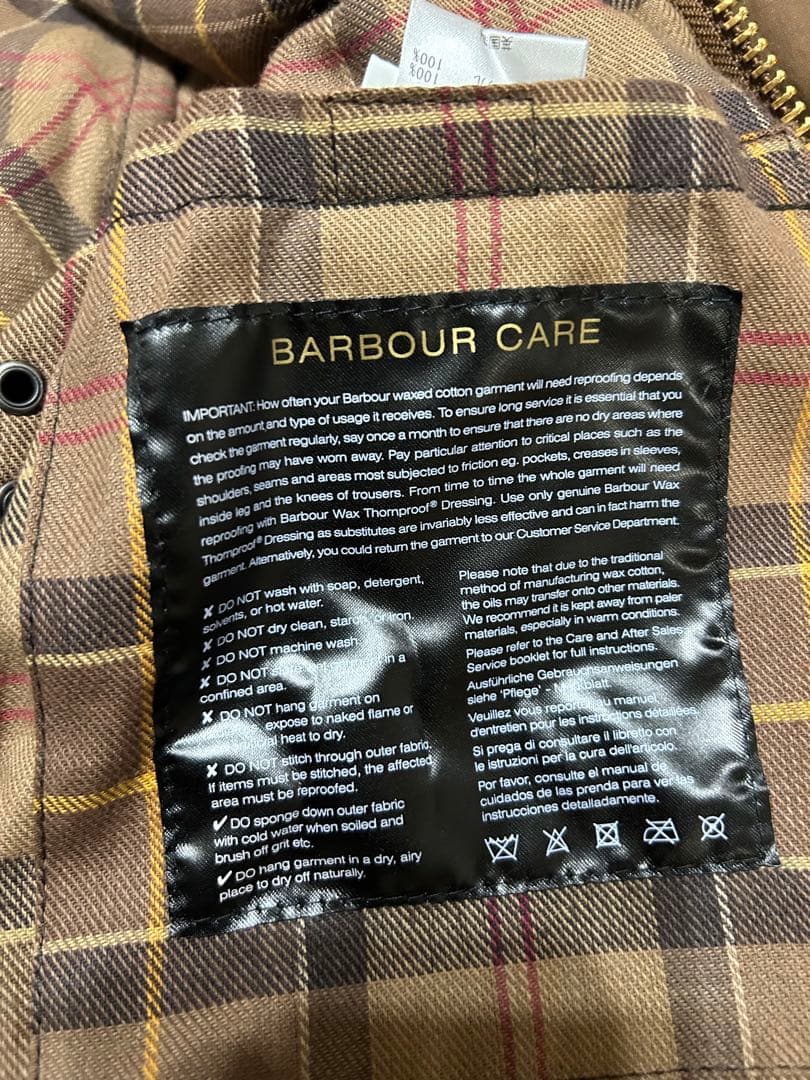 100%
100%
BARBOUR CARE
IMPORTANT: How often your Barbour waxed cotton garment will need reproofing depends
on the amount and type of usage it receives. To ensure long service it is essential that you
check the garment regularly, say once a month to ensure that there are no dry areas where
the proofing may have worn away. Pay particular attention to critical places such as the
shoulders, seams and areas most subjected to friction eg. pockets, creases in sleeves,
inside leg and the knees of trousers. From time to time the whole garment will need
reproofing with Barbour Wax Thornproof® Dressing. Use only genuine Barbour Wax
Thornproof® Dressing as substitutes are invariably less effective and can in fact harm the
garment. Alternatively, you could return the garment to our Customer Service Department.
✗ DO NOT wash with soap, detergent,
solvents, or hot water.
✗ DO NOT dry clean, starch or iron.
✗ DO NOT machine wash.
✗ DO NOT in a
confined area.
✗ DO NOT hang garment on
expose to naked flame or
heat to dry.
✗ DO NOT stitch through outer fabric.
If items must be stitched, the affected
area must be reproofed.
✓ DO sponge down outer fabric
with cold water when soiled and
brush off grit etc.
✓ DO hang garment in a dry, airy
place to dry off naturally.
Please note that due to the traditional
method of manufacturing wax cotton,
the oils may transfer onto other materials.
We recommend it is kept away from paler
materials, especially in warm conditions.
Please refer to the Care and After Sales
Service booklet for full instructions.
Ausführliche Gebrauchsanweisungen
siehe 'Pflege' - Merkblatt.
Veuillez vous reporter au manuel
d'entretien pour les instructions détaillées.
Si prega di consultare il libretto con
le istruzioni per la cura dell'articolo.
Por favor, consulte el manual de
cuidados de las prenda para ver las
instrucciones detalladamente.